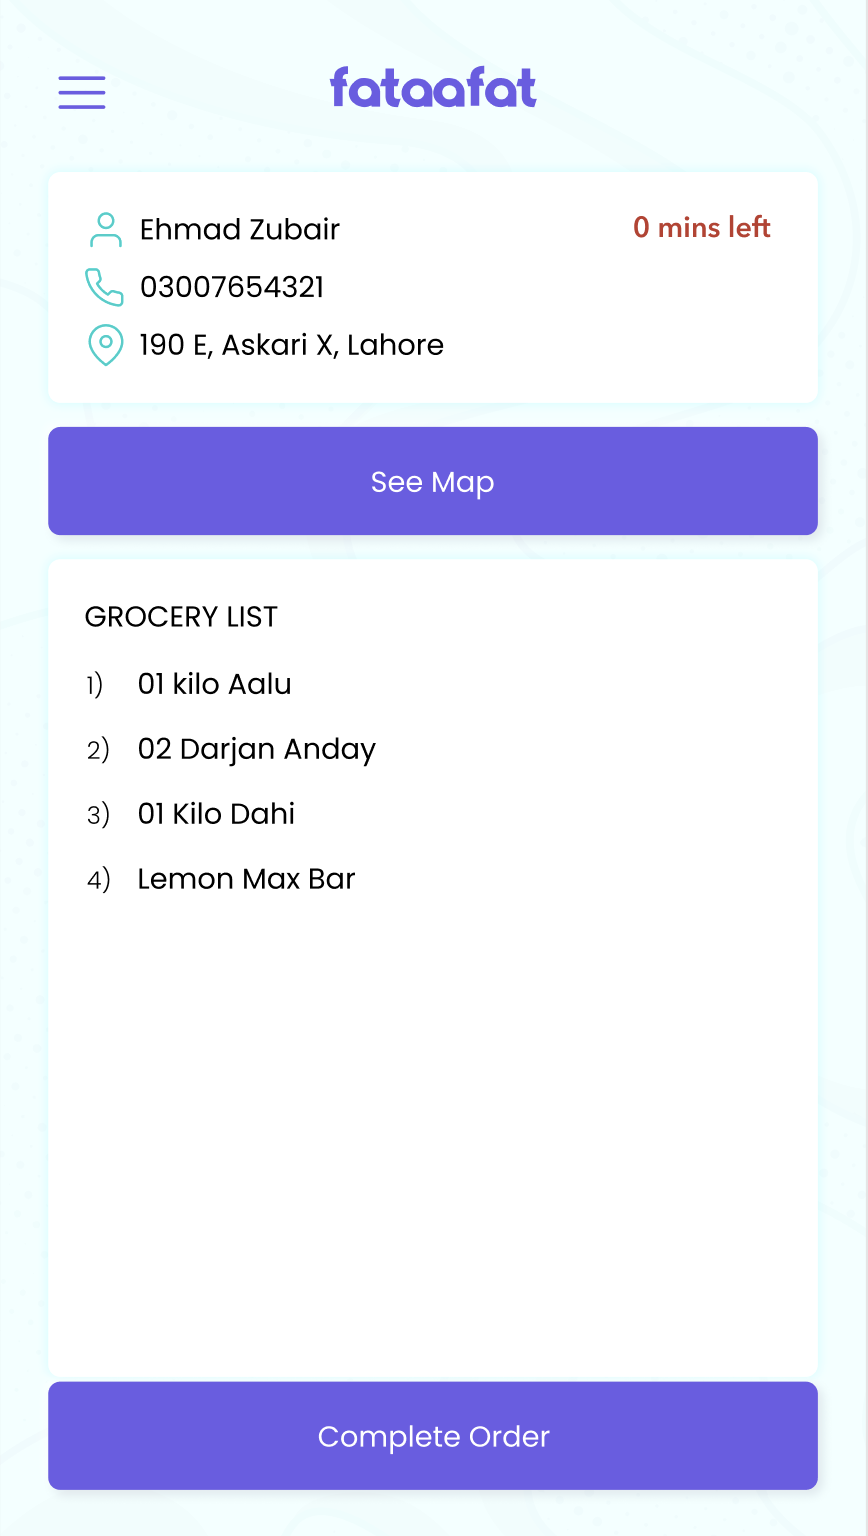 fataafat
Ehmad Zubair
0 mins left
03007654321
190 E, Askari X, Lahore
See Map
GROCERY LIST
1) 01 kilo Aalu
2) 02 Darjan Anday
3) 01 Kilo Dahi
4) Lemon Max Bar
Complete Order